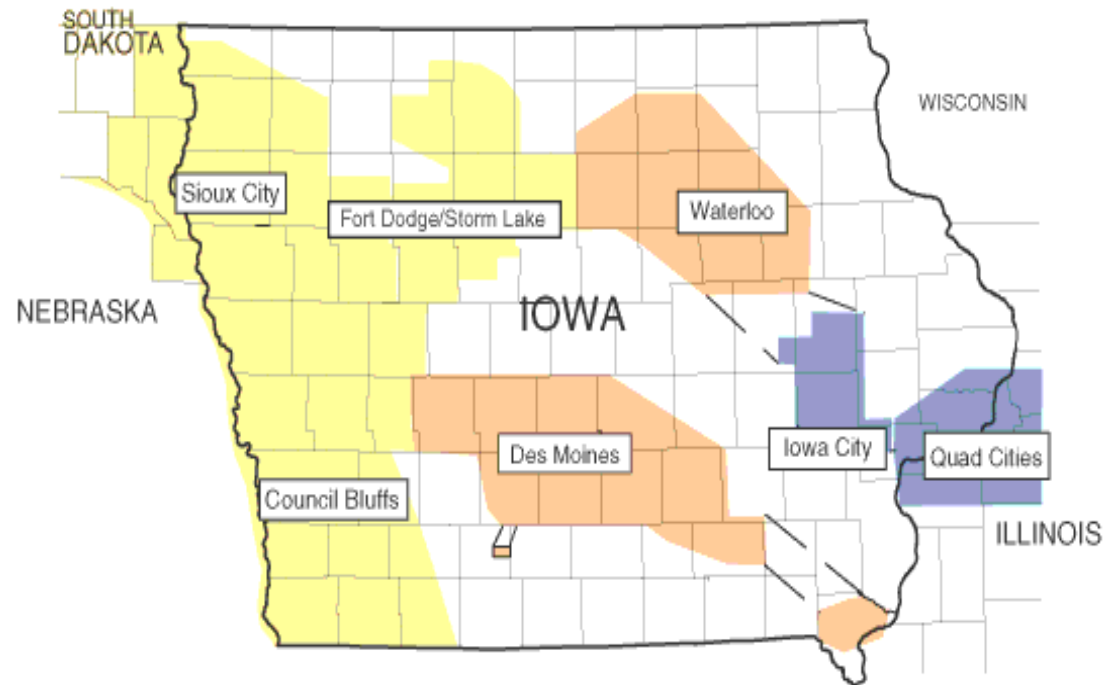 SOUTH
DAKOTA
WISCONSIN
Sioux City
Fort Dodge/Storm Lake
Waterloo
NEBRASKA
IOWA
Des Moines
Iowa City
Quad Cities
Council Bluffs
ILLINOIS